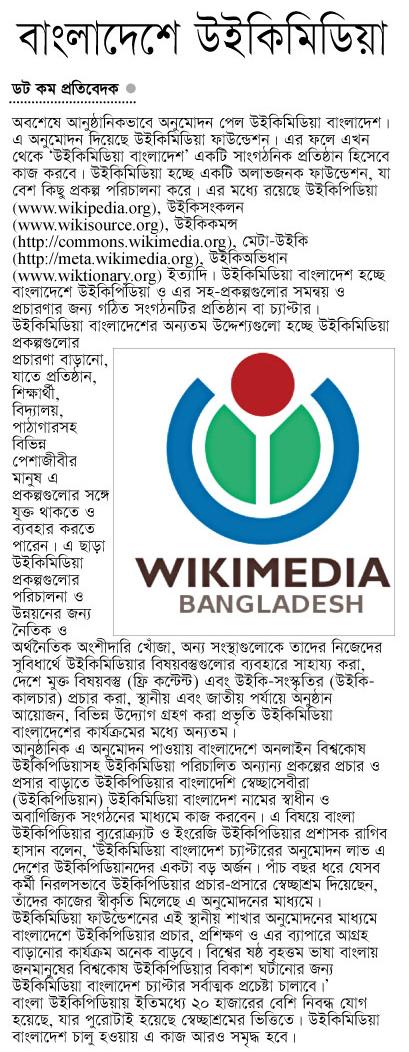 বাংলাদেশে উইকিমিডিয়া
ডট কম প্রতিবেদক
অবশেষে আনুষ্ঠানিকভাবে অনুমোদন পেল উইকিমিডিয়া বাংলাদেশ।
এ অনুমোদন দিয়েছে উইকিমিডিয়া ফাউন্ডেশন। এর ফলে এখন
থেকে ‘উইকিমিডিয়া বাংলাদেশ’ একটি সাংগঠনিক প্রতিষ্ঠান হিসেবে
কাজ করবে। উইকিমিডিয়া হচ্ছে একটি অলাভজনক ফাউন্ডেশন, যা
বেশ কিছু প্রকল্প পরিচালনা করে। এর মধ্যে রয়েছে উইকিপিডিয়া
(www.wikipedia.org), উইকিসংকলন
(www.wikisource.org), উইকিকমন্স
(http://commons.wikimedia.org), মেটা-উইকি
(http://meta.wikimedia.org), উইকিঅভিধান
(www.wiktionary.org) ইত্যাদি। উইকিমিডিয়া বাংলাদেশ হচ্ছে
বাংলাদেশে উইকিপিডিয়া ও এর সহ-প্রকল্পগুলোর সমন্বয় ও
প্রচারণার জন্য গঠিত সংগঠনটির প্রতিষ্ঠান বা চ্যাপ্টার।
উইকিমিডিয়া বাংলাদেশের অন্যতম উদ্দেশ্যগুলো হচ্ছে উইকিমিডিয়া
প্রকল্পগুলোর
প্রচারণা বাড়ানো,
যাতে প্রতিষ্ঠান,
শিক্ষার্থী,
বিদ্যালয়,
পাঠাগারসহ
বিভিন্ন
পেশাজীবীর
মানুষ এ
প্রকল্পগুলোর সঙ্গে
যুক্ত থাকতে ও
ব্যবহার করতে
পারেন। এ ছাড়া
উইকিমিডিয়া
প্রকল্পগুলোর
পরিচালনা ও
উন্নয়নের জন্য
নৈতিক ও
WIKIMEDIA
BANGLADESH
অর্থনৈতিক অংশীদারি খোঁজা, অন্য সংস্থাগুলোকে তাদের নিজেদের
সুবিধার্থে উইকিমিডিয়ার বিষয়বস্তুগুলোর ব্যবহারে সাহায্য করা,
দেশে মুক্ত বিষয়বস্তু (ফ্রি কন্টেন্ট) এবং উইকি-সংস্কৃতির (উইকি-
কালচার) প্রচার করা, স্থানীয় এবং জাতীয় পর্যায়ে অনুষ্ঠান
আয়োজন, বিভিন্ন উদ্যোগ গ্রহণ করা প্রভৃতি উইকিমিডিয়া
বাংলাদেশের কার্যক্রমের মধ্যে অন্যতম।
আনুষ্ঠানিক এ অনুমোদন পাওয়ায় বাংলাদেশে অনলাইন বিশ্বকোষ
উইকিপিডিয়াসহ উইকিমিডিয়া পরিচালিত অন্যান্য প্রকল্পের প্রচার ও
প্রসার বাড়াতে উইকিপিডিয়ার বাংলাদেশি স্বেচ্ছাসেবীরা
(উইকিপিডিয়ান) উইকিমিডিয়া বাংলাদেশ নামের স্বাধীন ও
অবাণিজ্যিক সংগঠনের মাধ্যমে কাজ করবেন। এ বিষয়ে বাংলা
উইকিপিডিয়ার ব্যুরোক্র্যাট ও ইংরেজি উইকিপিডিয়ার প্রশাসক রাগিব
হাসান বলেন, ‘উইকিমিডিয়া বাংলাদেশ চ্যাপ্টারের অনুমোদন লাভ এ
দেশের উইকিপিডিয়ানদের একটা বড় অর্জন। পাঁচ বছর ধরে যেসব
কর্মী নিরলসভাবে উইকিপিডিয়ার প্রচার-প্রসারে স্বেচ্ছাশ্রম দিয়েছেন,
তাঁদের কাজের স্বীকৃতি মিলেছে এ অনুমোদনের মাধ্যমে।
উইকিমিডিয়া ফাউন্ডেশনের এই স্থানীয় শাখার অনুমোদনের মাধ্যমে
বাংলাদেশে উইকিপিডিয়ার প্রচার, প্রশিক্ষণ ও এর ব্যাপারে আগ্রহ
বাড়ানোর কার্যক্রম অনেক বাড়বে। বিশ্বের ষষ্ঠ বৃহত্তম ভাষা বাংলায়
জনমানুষের বিশ্বকোষ উইকিপিডিয়ার বিকাশ ঘটানোর জন্য
উইকিমিডিয়া বাংলাদেশ চ্যাপ্টার সর্বাত্মক প্রচেষ্টা চালাবে।’
বাংলা উইকিপিডিয়ায় ইতিমধ্যে ২০ হাজারের বেশি নিবন্ধ যোগ
হয়েছে, যার পুরোটাই হয়েছে স্বেচ্ছাশ্রমের ভিত্তিতে। উইকিমিডিয়া
বাংলাদেশ চালু হওয়ায় এ কাজ আরও সমৃদ্ধ হবে।